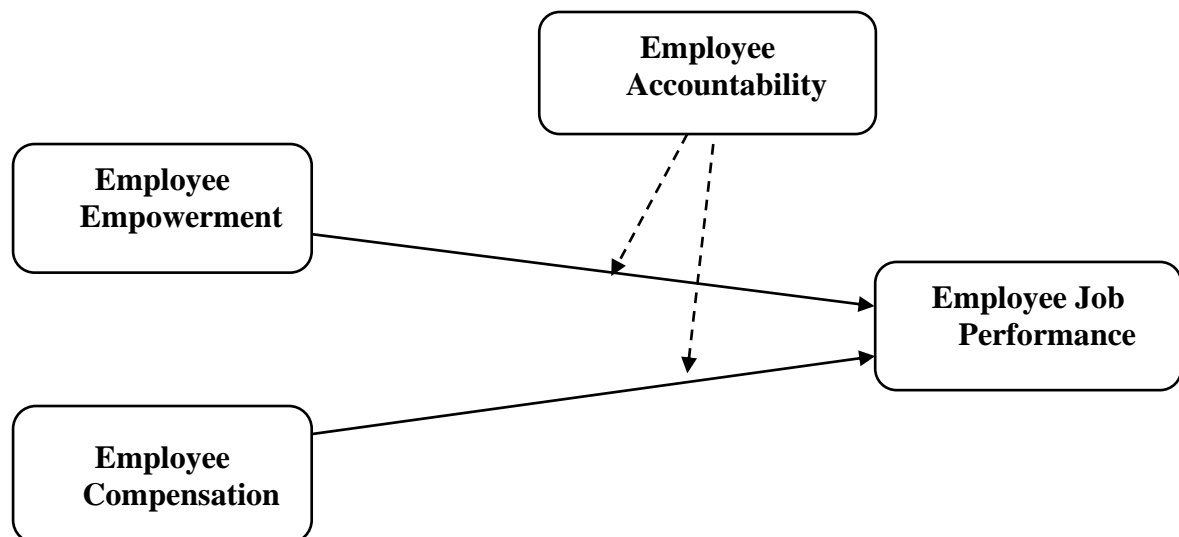 Employee
Accountability
Employee
Empowerment
Employee Job
Performance
Employee
Compensation